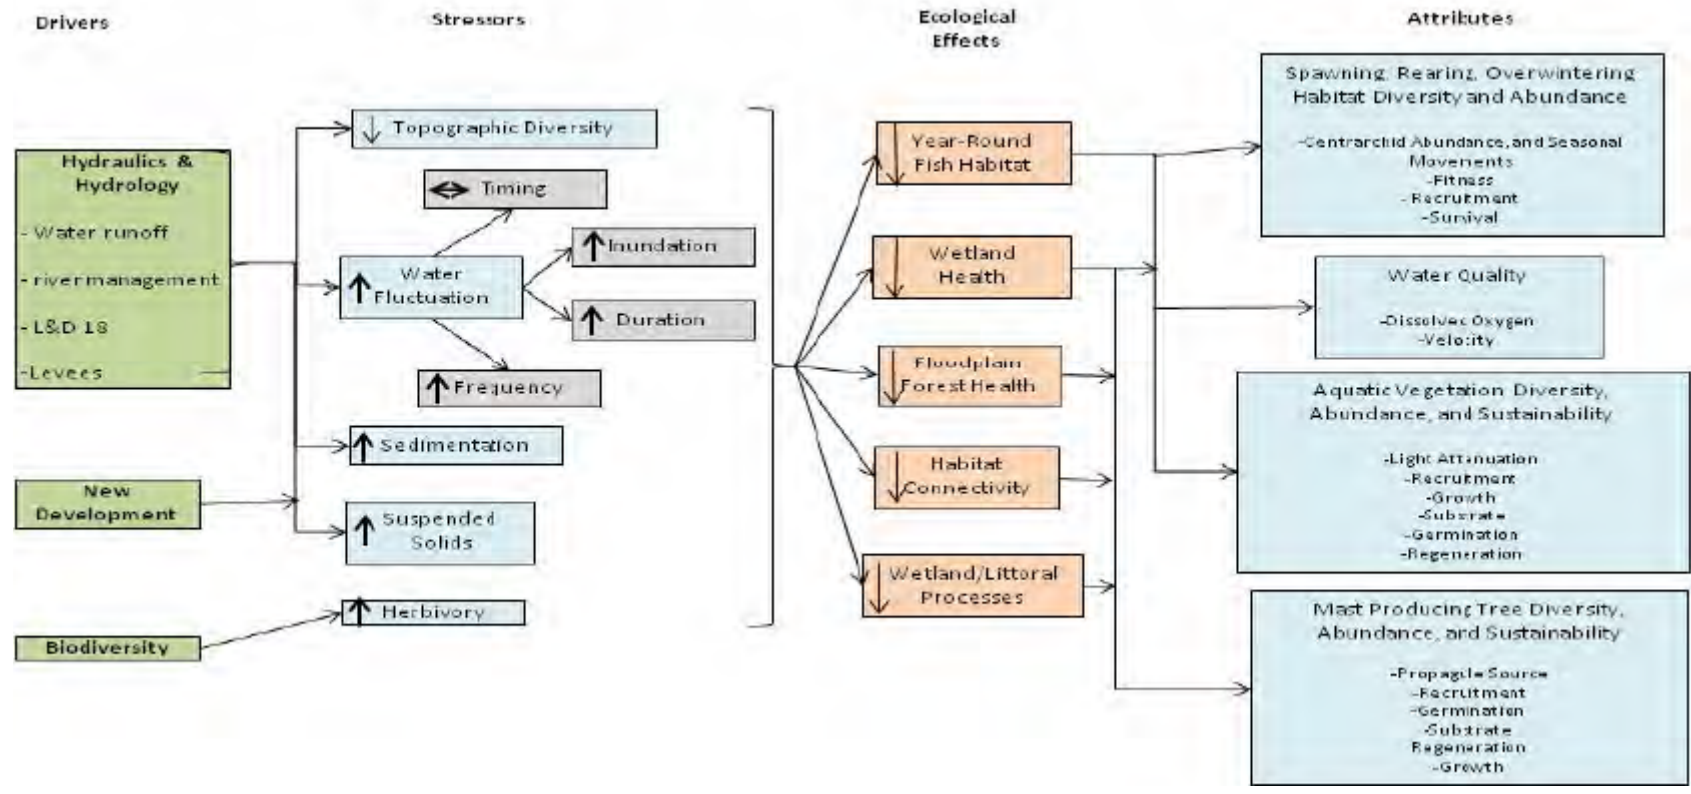 Drivers
Stressors
Ecological
Effects
Attributes
Hydraulics &
Hydrology
- Water runoff
- river management
- L&D 18
-Levees
New
Development
Biodiversity
Topographic Diversity
Timing
Water
Fluctuation
Inundation
Duration
Frequency
Sedimentation
Suspended
Solids
Herbivory
Year-Round
Fish Habitat
Wetland
Health
Floodplain
Forest Health
Habitat
Connectivity
Wetland/Littoral
Processes
Spawning, Rearing, Overwintering
Habitat Diversity and Abundance
-Centrarchid Abundance, and Seasonal
Movements
-Fitness
-Recruitment
-Survival
Water Quality
-Dissolved Oxygen
-Velocity
Aquatic Vegetation Diversity,
Abundance, and Sustainability
-Light Attenuation
-Recruitment
-Growth
-Substrate
-Germination
-Regeneration
Mast Producing Tree Diversity,
Abundance, and Sustainability
-Propagule Source
-Recruitment
-Germination
-Substrate
Regeneration
-Growth